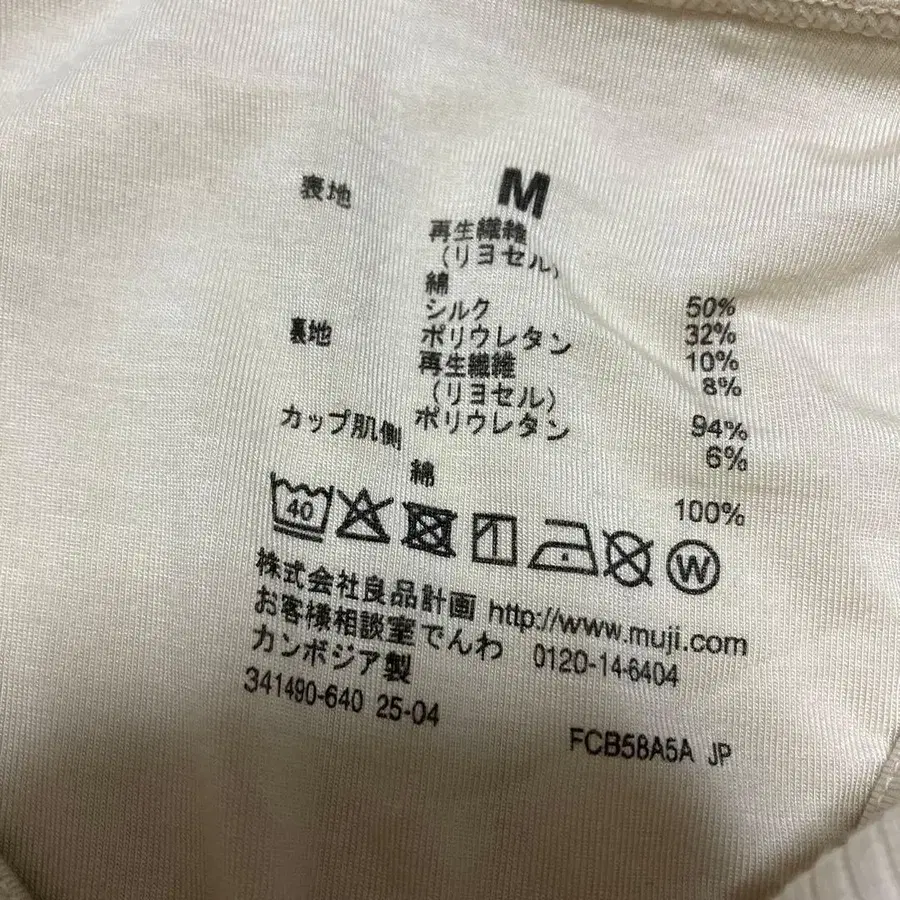 M
表地
再生繊維
(リヨセル)
50%
綿
32%
シルク
10%
ポリウレタン
8%
裏地
再生繊維
(リヨセル)
94%
ポリウレタン
6%
カップ肌側
綿
100%
40
W
株式会社良品計画 http://www.muji.com
お客様相談室でんわ 0120-14-6404
カンボジア製
341490-640 25-04
FCB58A5A JP